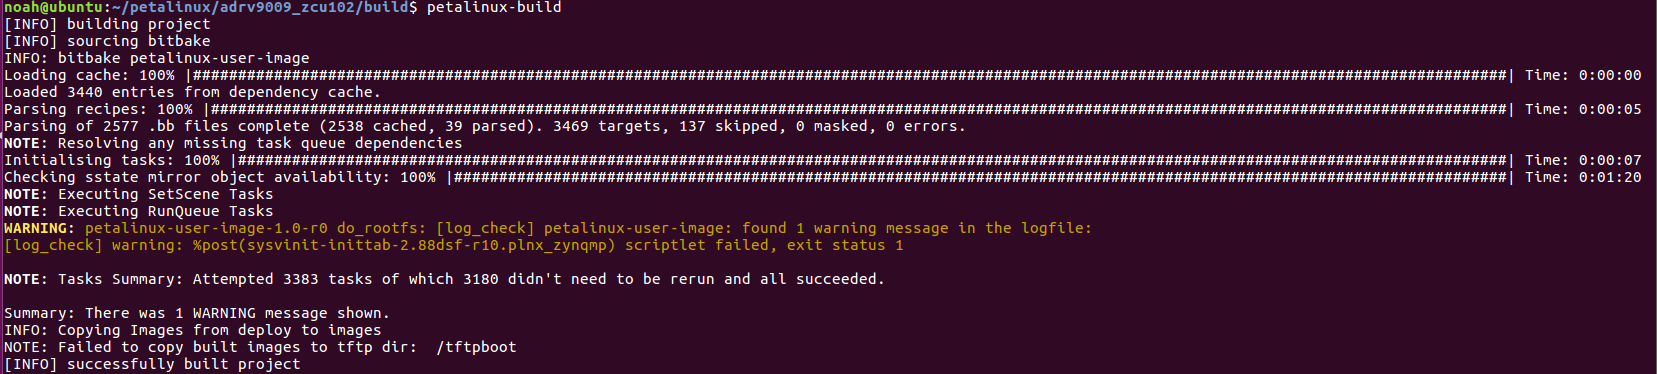 noah@ubuntu:~/petalinux/adrv9009_zcu102/build$ petalinux-build
[INFO] building project
[INFO] sourcing bitbake
INFO: bitbake petalinux-user-image
Loading cache: 100% |##################################################################################################################################################| Time: 0:00:00
Loaded 3440 entries from dependency cache.
Parsing recipes: 100% |################################################################################################################################################| Time: 0:00:05
Parsing of 2577 .bb files complete (2538 cached, 39 parsed). 3469 targets, 137 skipped, 0 masked, 0 errors.
NOTE: Resolving any missing task queue dependencies
Initialising tasks: 100% |#############################################################################################################################################| Time: 0:00:07
Checking sstate mirror object availability: 100% |#####################################################################################################################| Time: 0:01:20
NOTE: Executing SetScene Tasks
NOTE: Executing RunQueue Tasks
WARNING: petalinux-user-image-1.0-r0 do_rootfs: [log_check] petalinux-user-image: found 1 warning message in the logfile:
[log_check] warning: %post(sysvinit-inittab-2.88dsf-r10.plnx_zynqmp) scriptlet failed, exit status 1
NOTE: Tasks Summary: Attempted 3383 tasks of which 3180 didn't need to be rerun and all succeeded.
Summary: There was 1 WARNING message shown.
INFO: Copying Images from deploy to images
NOTE: Failed to copy built images to tftp dir:  /tftpboot
[INFO] successfully built project